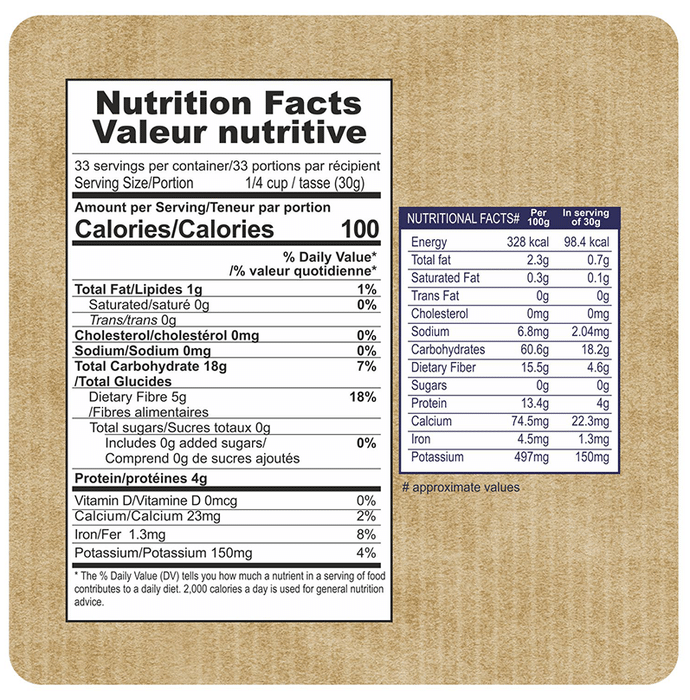 Nutrition Facts
Valeur nutritive
33 servings per container/33 portions par récipient
Serving Size/Portion 1/4 cup / tasse (30g)
Amount per Serving/Teneur par portion
Calories/Calories 100
% Daily Value*
/% valeur quotidienne*
Total Fat/Lipides 1g 1%
Saturated/saturé 0g 0%
Trans/trans 0g
Cholesterol/cholestérol 0mg 0%
Sodium/Sodium 0mg 0%
Total Carbohydrate 18g 7%
/Total Glucides
Dietary Fibre 5g 18%
/Fibres alimentaires
Total sugars/Sucres totaux 0g
Includes 0g added sugars/ 0%
Comprend 0g de sucres ajoutés
Protein/protéines 4g
Vitamin D/Vitamine D 0mcg 0%
Calcium/Calcium 23mg 2%
Iron/Fer 1.3mg 8%
Potassium/Potassium 150mg 4%
* The % Daily Value (DV) tells you how much a nutrient in a serving of food
contributes to a daily diet. 2,000 calories a day is used for general nutrition
advice.
NUTRITIONAL FACTS# Per 100g In serving of 30g
Energy 328 kcal 98.4 kcal
Total fat 2.3g 0.7g
Saturated Fat 0.3g 0.1g
Trans Fat 0g 0g
Cholesterol 0mg 0mg
Sodium 6.8mg 2.04mg
Carbohydrates 60.6g 18.2g
Dietary Fiber 15.5g 4.6g
Sugars 0g 0g
Protein 13.4g 4g
Calcium 74.5mg 22.3mg
Iron 4.5mg 1.3mg
Potassium 497mg 150mg
# approximate values